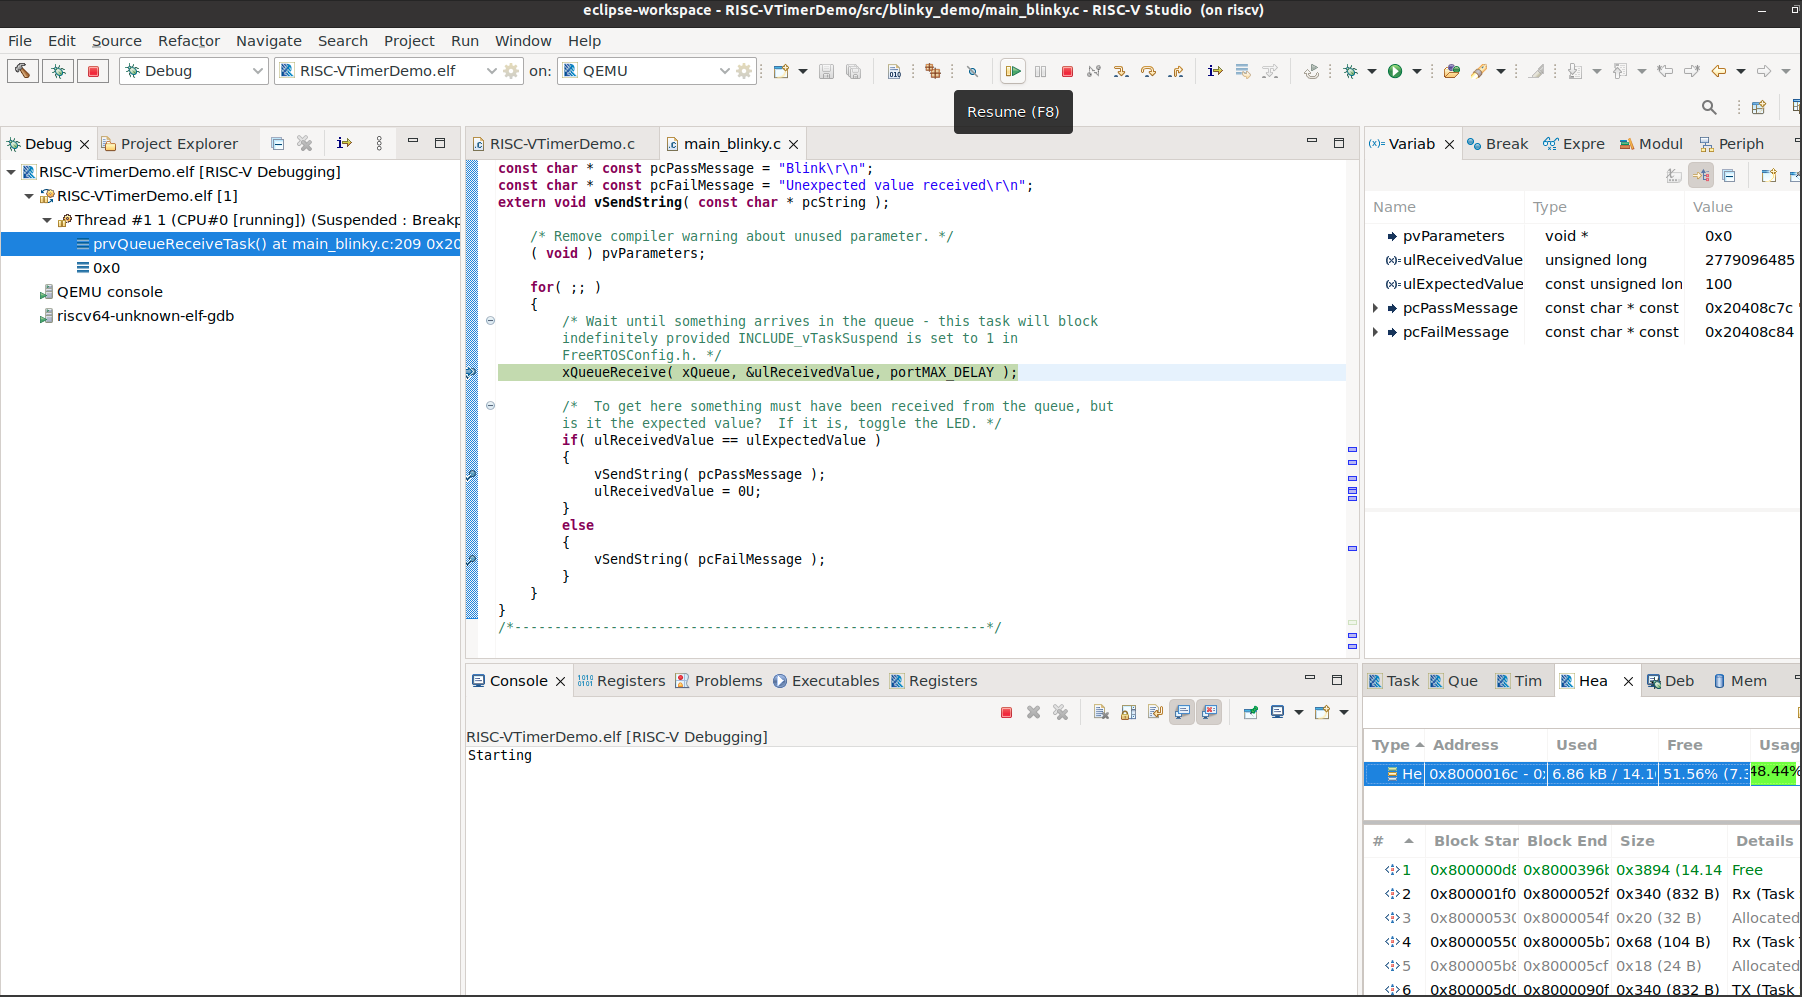 eclipse-workspace - RISC-VTimerDemo/src/blinky_demo/main_blinky.c - RISC-V Studio (on riscv)
File Edit Source Refactor Navigate Search Project Run Window Help
Debug RISC-VTimerDemo.elf on: QEMU
Resume (F8)
Debug Project Explorer
RISC-VTimerDemo.elf [RISC-V Debugging]
RISC-VTimerDemo.elf [1]
Thread #1 1 (CPU#0 [running]) (Suspended : Breakp
prvQueueReceiveTask() at main_blinky.c:209 0x20
0x0
QEMU console
riscv64-unknown-elf-gdb
RISC-VTimerDemo.c main_blinky.c
const char * const pcPassMessage = "Blink\r\n";
const char * const pcFailMessage = "Unexpected value received\r\n";
extern void vSendString( const char * pcString );
/* Remove compiler warning about unused parameter. */
( void ) pvParameters;
for( ;; )
{
/* Wait until something arrives in the queue - this task will block
indefinitely provided INCLUDE_vTaskSuspend is set to 1 in
FreeRTOSConfig.h. */
xQueueReceive( xQueue, &ulReceivedValue, portMAX_DELAY );
/*  To get here something must have been received from the queue, but
is it the expected value?  If it is, toggle the LED. */
if( ulReceivedValue == ulExpectedValue )
{
vSendString( pcPassMessage );
ulReceivedValue = 0U;
}
else
{
vSendString( pcFailMessage );
}
}
}
/*-----------------------------------------------------------*/
Variab Break Expre Modul Periph
Name Type Value
pvParameters void * 0x0
ulReceivedValue unsigned long 2779096485
ulExpectedValue const unsigned lon 100
pcPassMessage const char * const 0x20408c7c "
pcFailMessage const char * const 0x20408c84
Console Registers Problems Executables Registers
RISC-VTimerDemo.elf [RISC-V Debugging]
Starting
Task Que Tim Hea Deb Mem
Type Address Used Free Usag
He 0x8000016c - 0x 6.86 kB / 14.1 51.56% (7.3 48.44%
# Block Star Block End Size Details
1 0x800000d8 0x8000396b 0x3894 (14.14 Free
2 0x800001f0 0x8000052f 0x340 (832 B) Rx (Task
3 0x80000530 0x8000054f 0x20 (32 B) Allocated
4 0x80000550 0x800005b7 0x68 (104 B) Rx (Task
5 0x800005b8 0x800005cf 0x18 (24 B) Allocated
6 0x800005d0 0x8000090f 0x340 (832 B) TX (Task